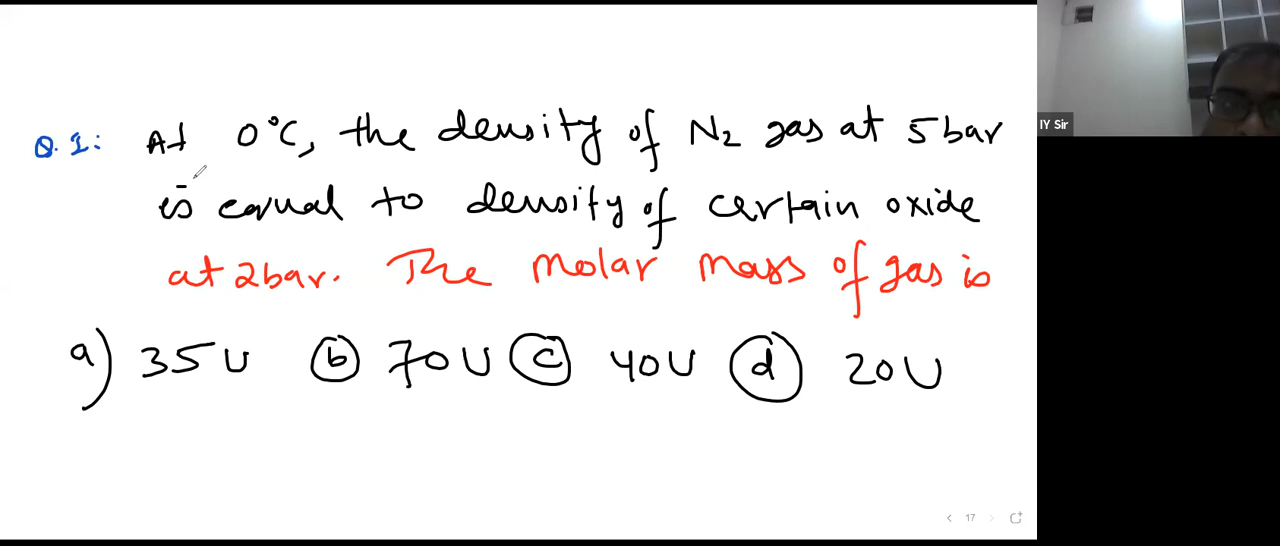 Q.1: At 0°C, the density of N₂ gas at 5 bar
is equal to density of certain oxide
at 2 bar. The molar mass of gas is
a) 35 U (b) 70 U (c) 40 U (d) 20 U
IY Sir
17